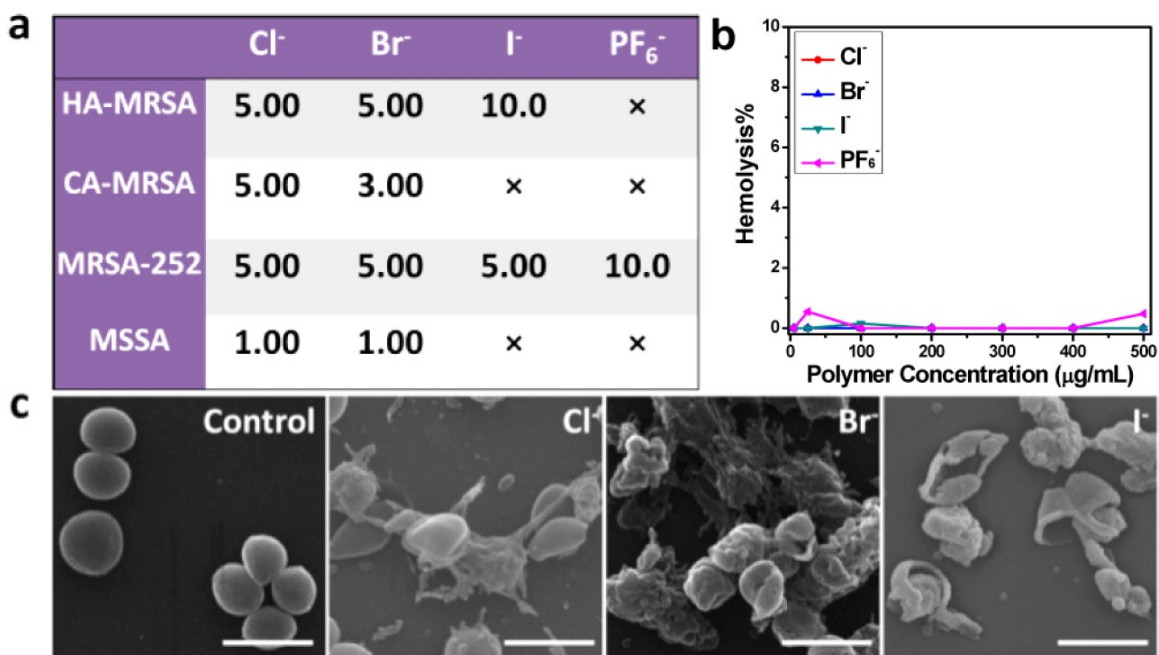 a
Cl⁻ Br⁻ I⁻ PF₆⁻
HA-MRSA 5.00 5.00 10.0 ×
CA-MRSA 5.00 3.00 × ×
MRSA-252 5.00 5.00 5.00 10.0
MSSA 1.00 1.00 × ×
b
Cl⁻
Br⁻
I⁻
PF₆⁻
Hemolysis%
10
8
6
4
2
0
0 100 200 300 400 500
Polymer Concentration (μg/mL)
c
Control Cl⁻ Br⁻ I⁻